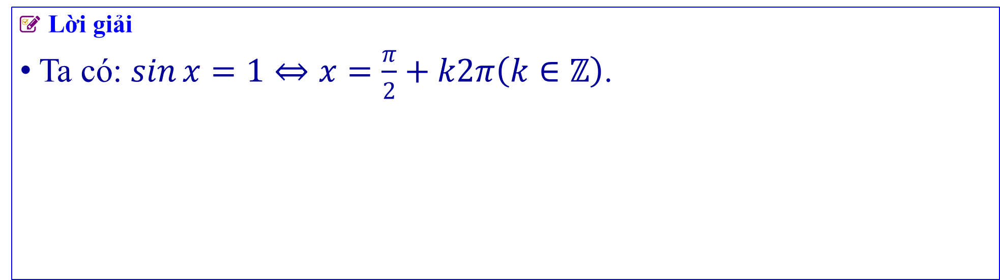 Lời giải
• Ta có: 𝑠𝑖𝑛 𝑥 = 1 ⇔ 𝑥 = 𝜋/2 + 𝑘2𝜋(𝑘 ∈ ℤ).